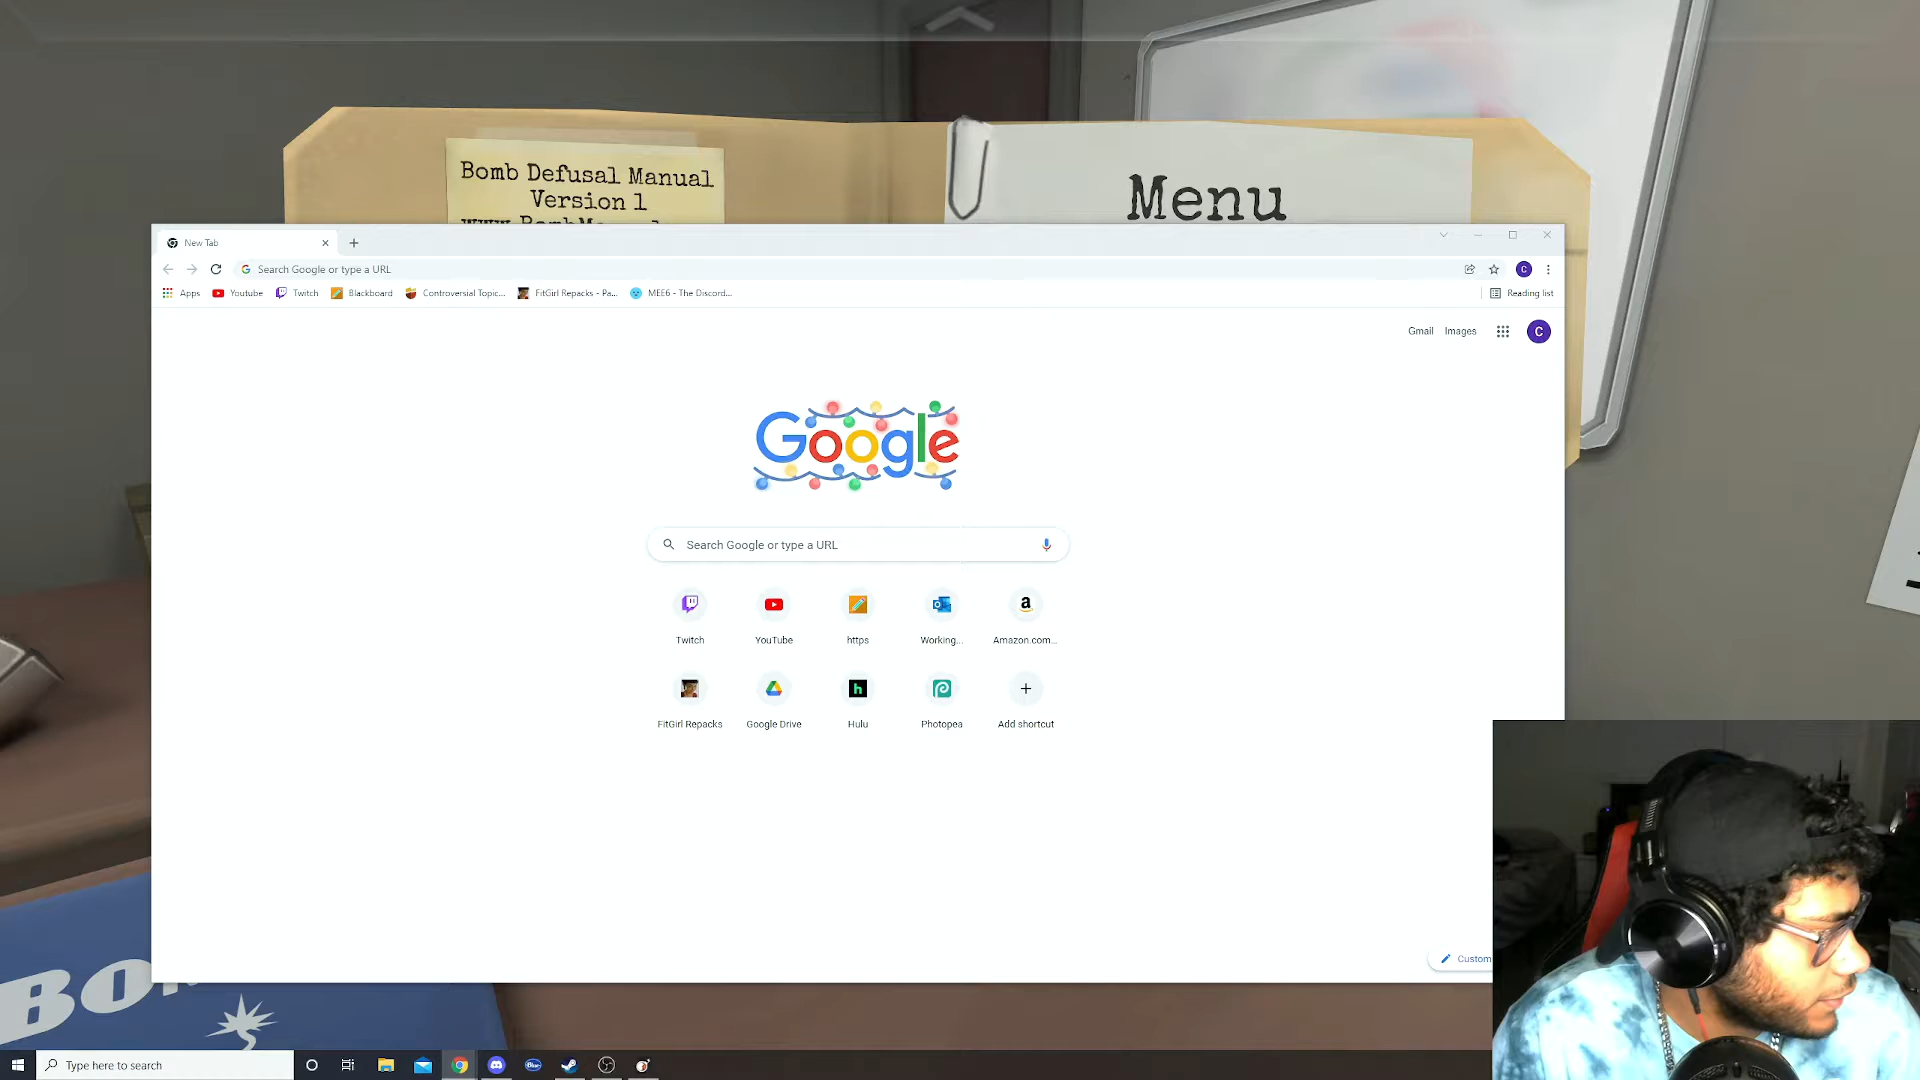 Bomb Defusal Manual
Version 1
Menu
New Tab
Search Google or type a URL
Apps
Youtube
Twitch
Blackboard
Controversial Topic...
FitGirl Repacks - Pa...
MEE6 - The Discord...
Reading list
Gmail
Images
C
C
Google
Search Google or type a URL
Twitch
YouTube
https
Working...
Amazon.com...
FitGirl Repacks
Google Drive
Hulu
Photopea
Add shortcut
Custom
Type here to search